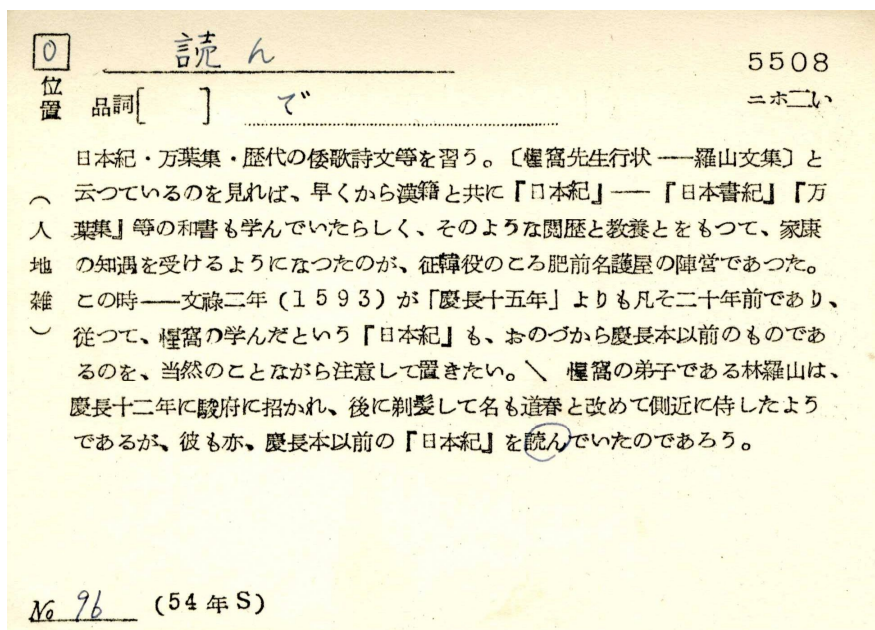 0 読ん 5508
位置 品詞[ ] で ニホ二い
日本紀・万葉集・歴代の倭歌詩文等を習う。〔惺窩先生行状――羅山文集〕と
云つているのを見れば、早くから漢籍と共に『日本紀』――『日本書紀』『万
葉集』等の和書も学んでいたらしく、そのような閲歴と教養とをもつて、家康
の知遇を受けるようになつたのが、征韓役のころ肥前名護屋の陣営であつた。
この時――文祿二年(1593)が「慶長十五年」よりも凡そ二十年前であり、
従つて、惺窩の学んだという『日本紀』も、おのづから慶長本以前のものであ
るのを、当然のことながら注意して置きたい。\ 惺窩の弟子である林羅山は、
慶長十二年に駿府に招かれ、後に剃髪して名も道春と改めて側近に侍したよう
であるが、彼も亦、慶長本以前の『日本紀』を読んでいたのであろう。
(人地雑)
No 96 (54年S)